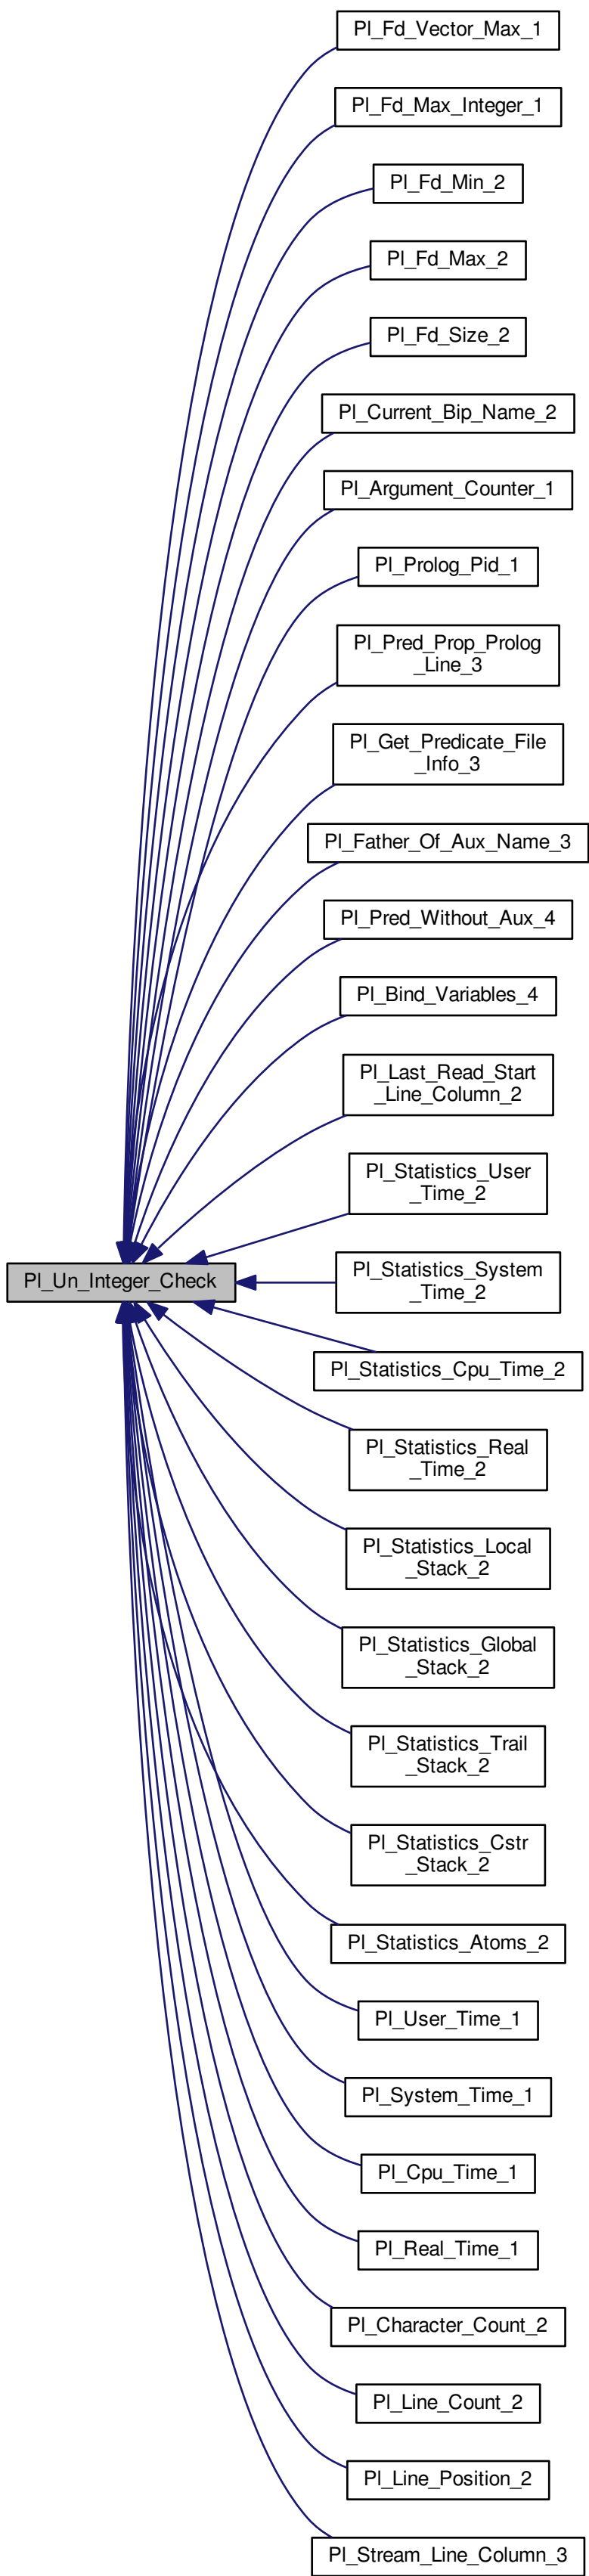 Pl_Fd_Vector_Max_1
Pl_Fd_Max_Integer_1
Pl_Fd_Min_2
Pl_Fd_Max_2
Pl_Fd_Size_2
Pl_Current_Bip_Name_2
Pl_Argument_Counter_1
Pl_Prolog_Pid_1
Pl_Pred_Prop_Prolog
_Line_3
Pl_Get_Predicate_File
_Info_3
Pl_Father_Of_Aux_Name_3
Pl_Pred_Without_Aux_4
Pl_Bind_Variables_4
Pl_Last_Read_Start
_Line_Column_2
Pl_Statistics_User
_Time_2
Pl_Un_Integer_Check
Pl_Statistics_System
_Time_2
Pl_Statistics_Cpu_Time_2
Pl_Statistics_Real
_Time_2
Pl_Statistics_Local
_Stack_2
Pl_Statistics_Global
_Stack_2
Pl_Statistics_Trail
_Stack_2
Pl_Statistics_Cstr
_Stack_2
Pl_Statistics_Atoms_2
Pl_User_Time_1
Pl_System_Time_1
Pl_Cpu_Time_1
Pl_Real_Time_1
Pl_Character_Count_2
Pl_Line_Count_2
Pl_Line_Position_2
Pl_Stream_Line_Column_3